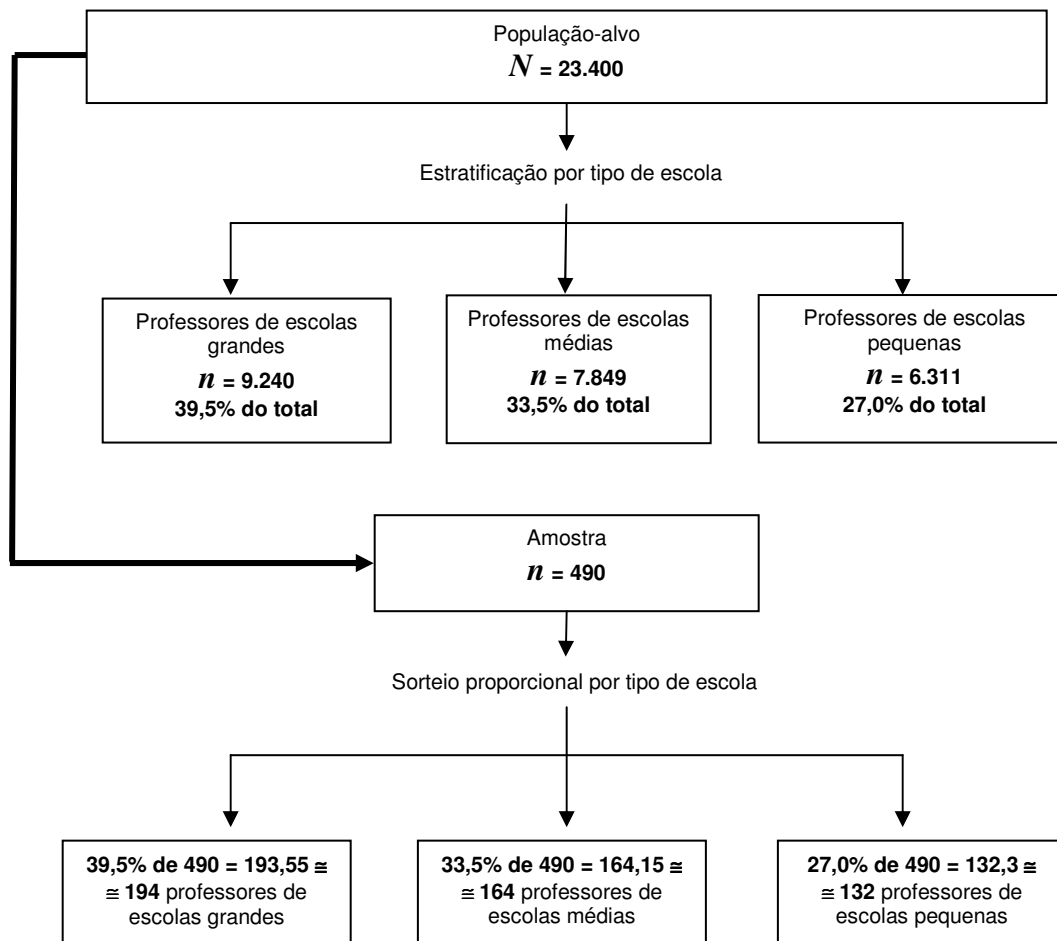 População-alvo
N = 23.400
Estratificação por tipo de escola
Professores de escolas
grandes
n = 9.240
39,5% do total
Professores de escolas
médias
n = 7.849
33,5% do total
Professores de escolas
pequenas
n = 6.311
27,0% do total
Amostra
n = 490
Sorteio proporcional por tipo de escola
39,5% de 490 = 193,55 ≅
≅ 194 professores de
escolas grandes
33,5% de 490 = 164,15 ≅
≅ 164 professores de
escolas médias
27,0% de 490 = 132,3 ≅
≅ 132 professores de
escolas pequenas